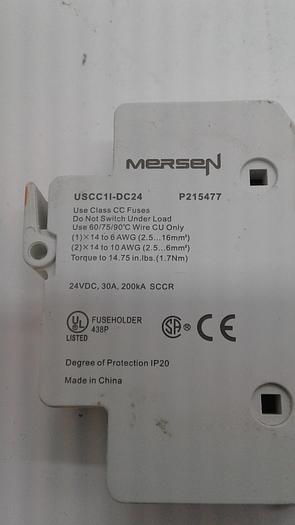 MERSEN
USCC1I-DC24 P215477
Use Class CC Fuses
Do Not Switch Under Load
Use 60/75/90℃ Wire CU Only
(1)×14 to 6 AWG (2.5...16mm²)
(2)×14 to 10 AWG (2.5...6mm²)
Torque to 14.75 in.lbs.(1.7Nm)
24VDC, 30A, 200kA SCCR
UL ®
LISTED
FUSEHOLDER
438P
SA ®
CE
Degree of Protection IP20
Made in China